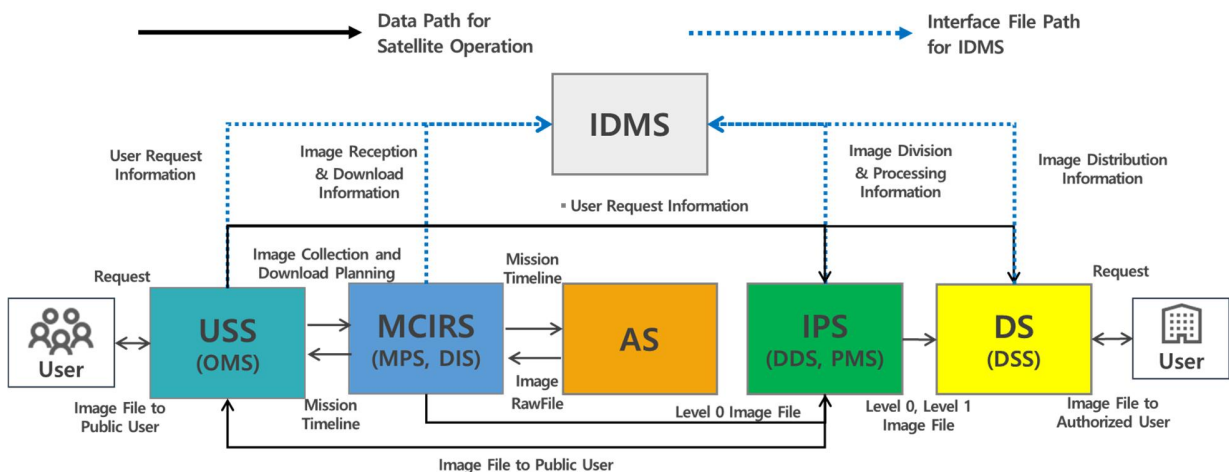 Data Path for
Satellite Operation
Interface File Path
for IDMS
IDMS
User Request
Information
Image Reception
& Download
Information
Image Division
& Processing
Information
Image Distribution
Information
▪ User Request Information
Image Collection and
Download Planning
Mission
Timeline
Request
Request
USS
(OMS)
MCIRS
(MPS, DIS)
AS
IPS
(DDS, PMS)
DS
(DSS)
User
User
Image File to
Public User
Mission
Timeline
Image
RawFile
Level 0 Image File
Level 0, Level 1
Image File
Image File to
Authorized User
Image File to Public User